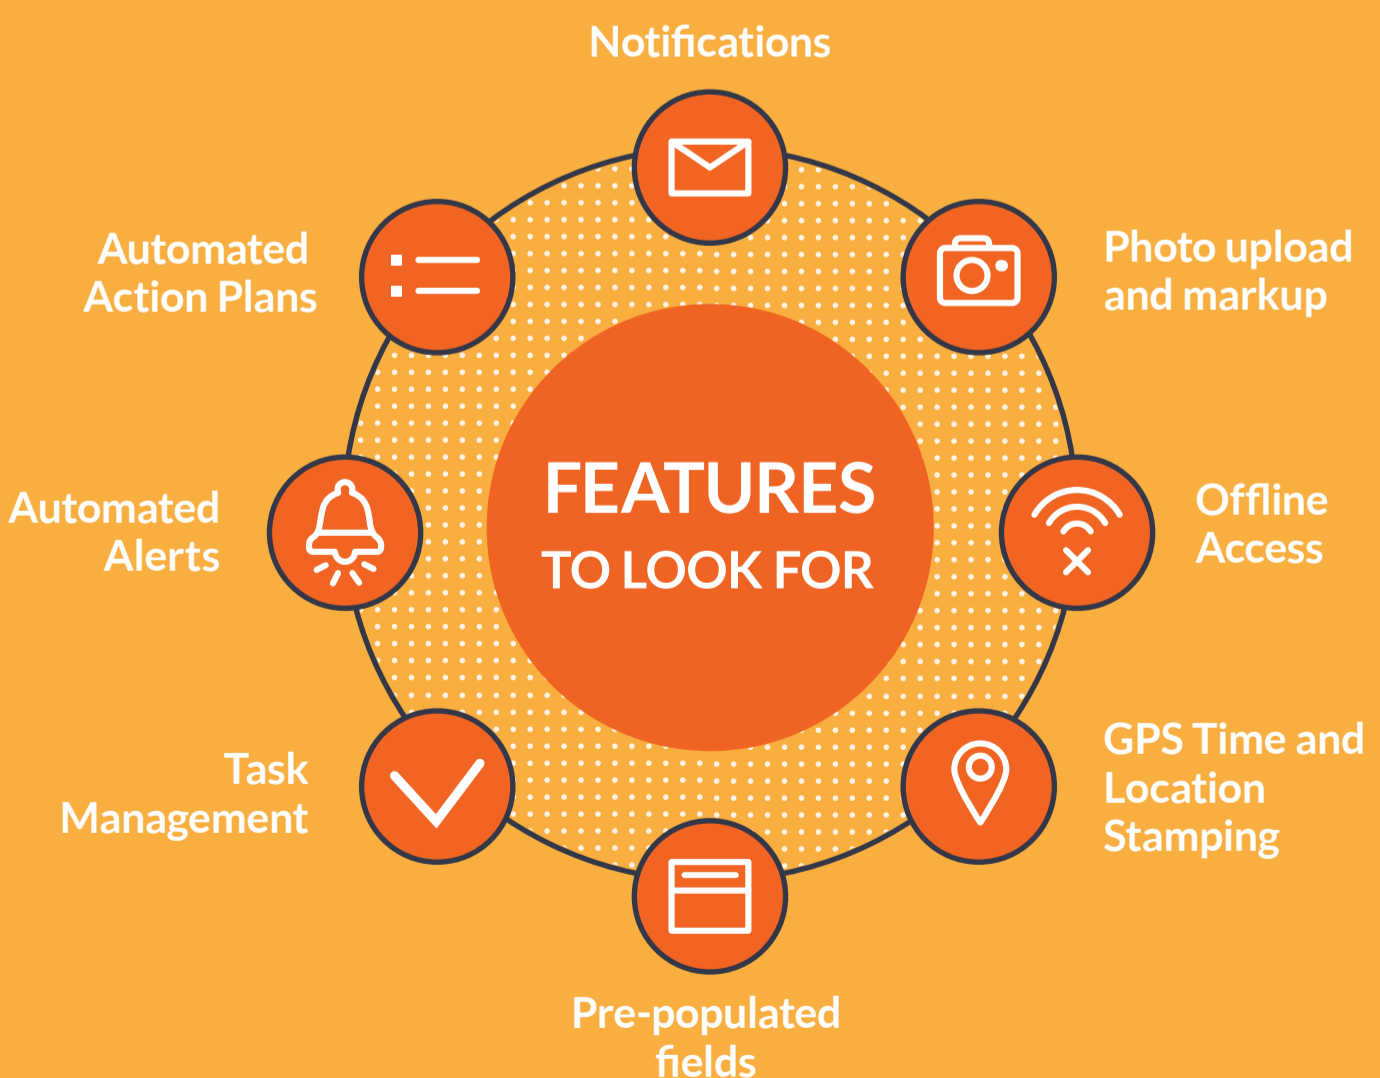 Notifications
Photo upload
and markup
Offline
Access
GPS Time and
Location
Stamping
Pre-populated
fields
Task
Management
Automated
Alerts
Automated
Action Plans
FEATURES
TO LOOK FOR